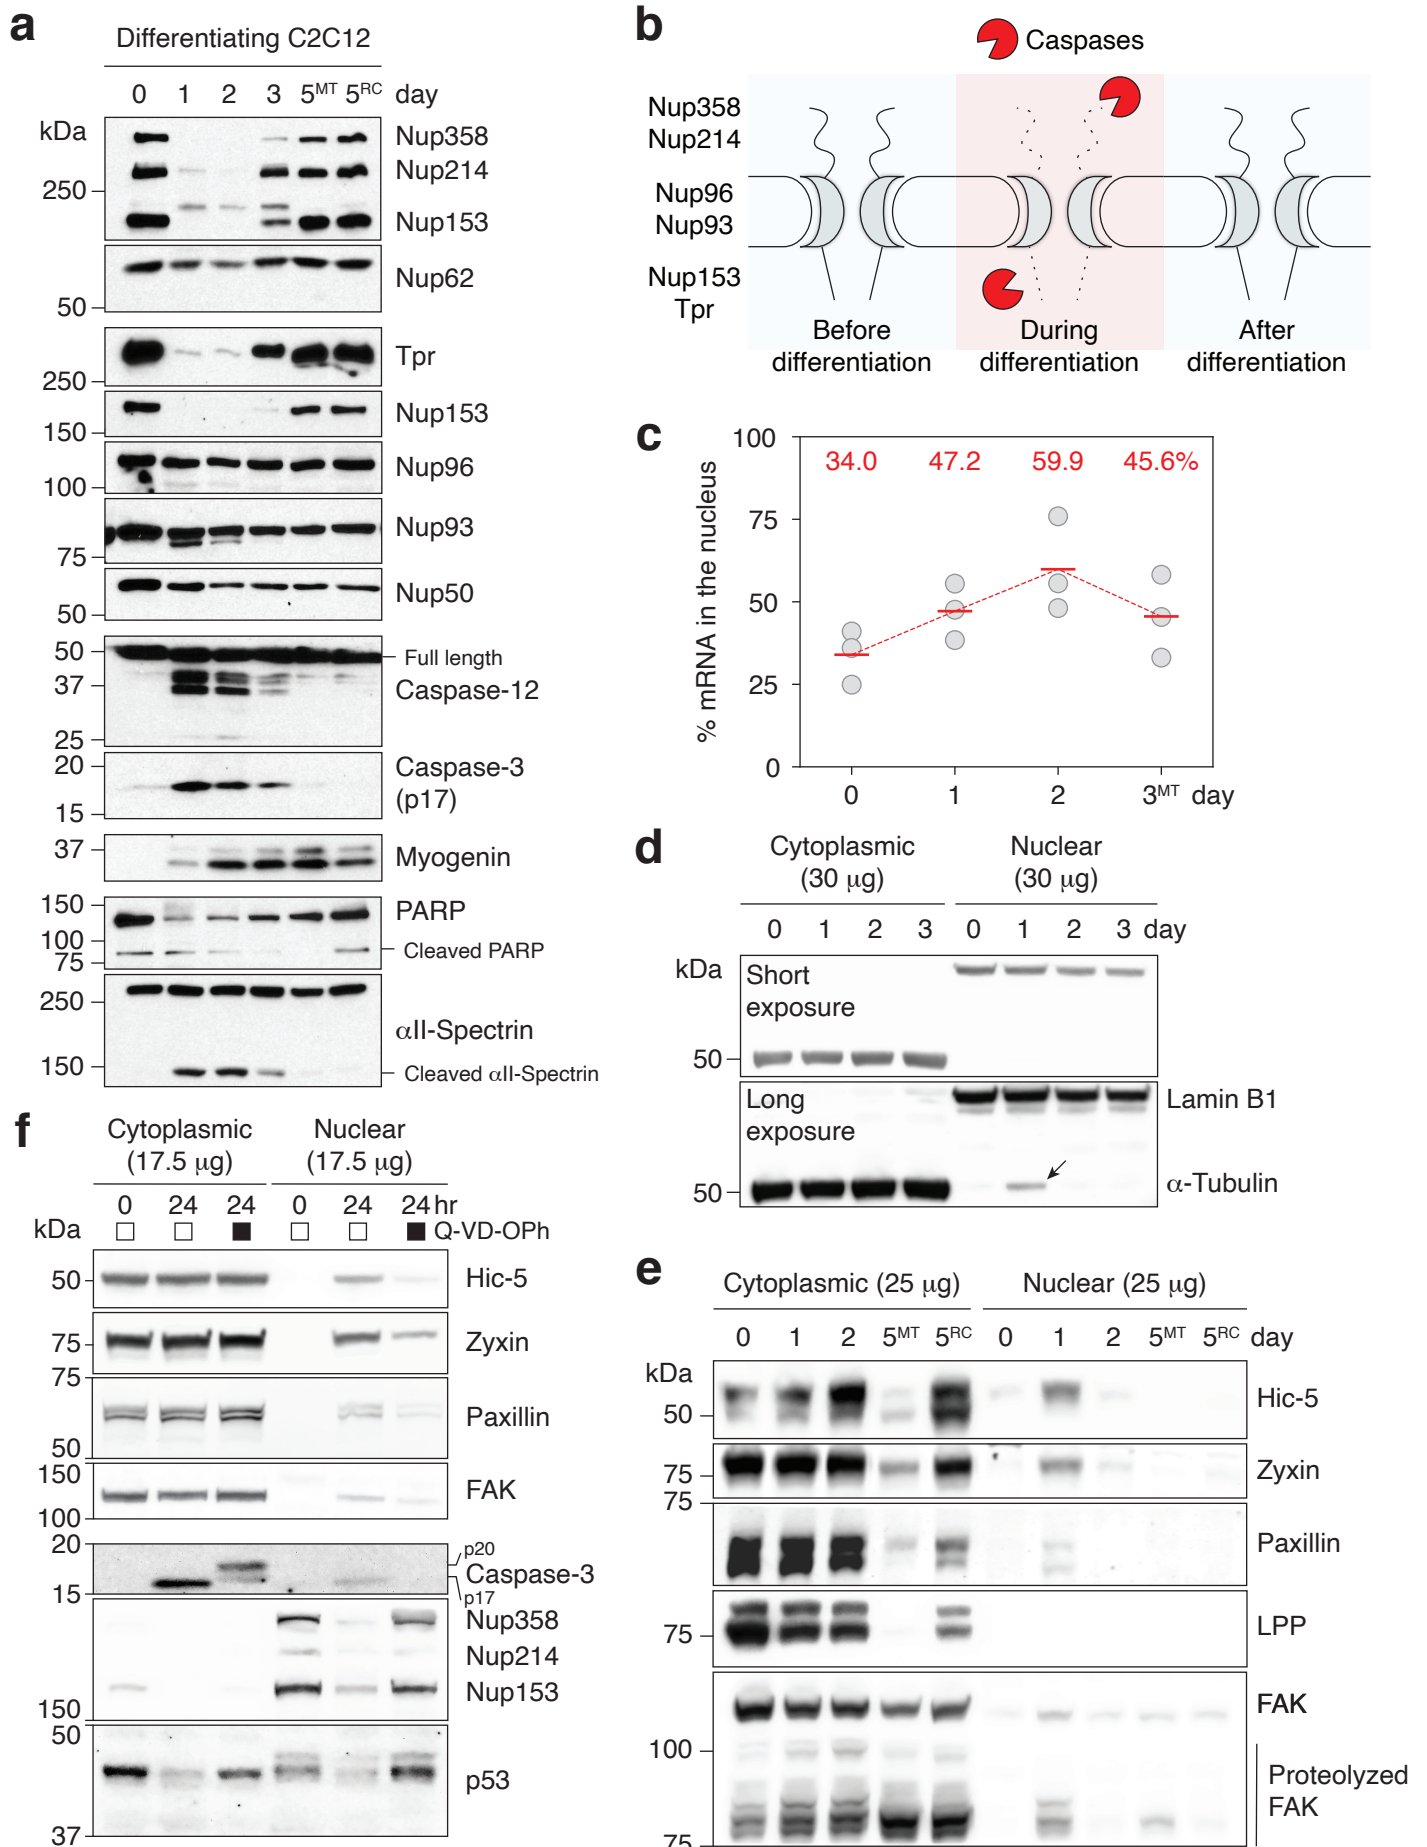 a
Differentiating C2C12
0 1 2 3 5MT 5RC day
kDa
Nup358
Nup214
250
Nup153
Nup62
50
Tpr
250
Nup153
150
Nup96
100
Nup93
75
Nup50
50
50
Full length
37
Caspase-12
25
20
Caspase-3
(p17)
15
37
Myogenin
150
PARP
100
Cleaved PARP
75
250
αII-Spectrin
150
Cleaved αII-Spectrin
b
Caspases
Nup358
Nup214
Nup96
Nup93
Nup153
Tpr
Before
differentiation
During
differentiation
After
differentiation
c
% mRNA in the nucleus
100
75
50
25
0
34.0 47.2 59.9 45.6%
0 1 2 3MT day
d
Cytoplasmic
(30 µg)
Nuclear
(30 µg)
0 1 2 3 0 1 2 3 day
kDa
Short
exposure
50
Long
exposure
Lamin B1
50
α-Tubulin
e
Cytoplasmic (25 µg) Nuclear (25 µg)
0 1 2 5MT 5RC 0 1 2 5MT 5RC day
kDa
Hic-5
50
Zyxin
75
75
Paxillin
LPP
75
FAK
100
Proteolyzed
FAK
75
f
Cytoplasmic
(17.5 µg)
Nuclear
(17.5 µg)
0 24 24 0 24 24 hr
kDa
Q-VD-OPh
Hic-5
50
Zyxin
75
75
Paxillin
50
150
FAK
100
20
p20
Caspase-3
15
p17
Nup358
Nup214
Nup153
150
50
p53
37